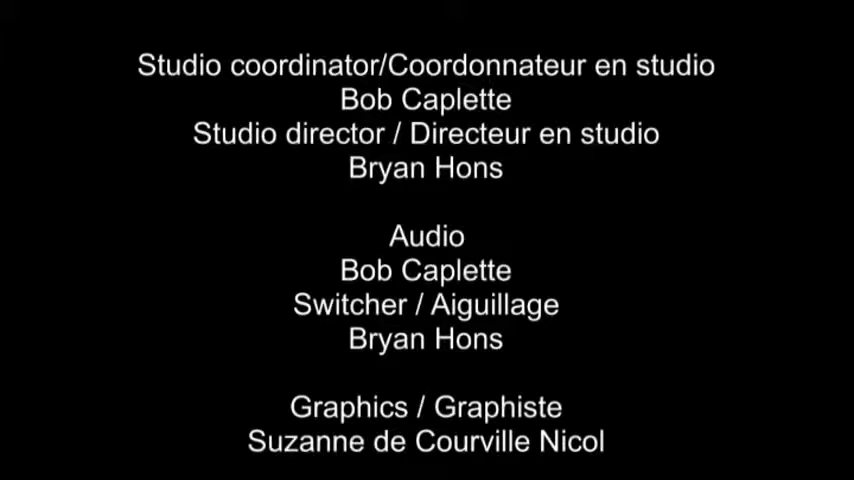 Studio coordinator/Coordonnateur en studio
Bob Caplette
Studio director / Directeur en studio
Bryan Hons
Audio
Bob Caplette
Switcher / Aiguillage
Bryan Hons
Graphics / Graphiste
Suzanne de Courville Nicol